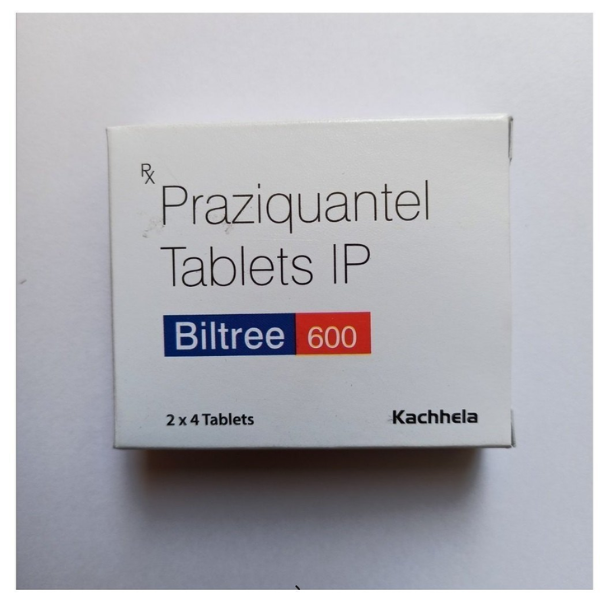 Rx
Praziquantel
Tablets IP
Biltree 600
2 x 4 Tablets
Kachhela